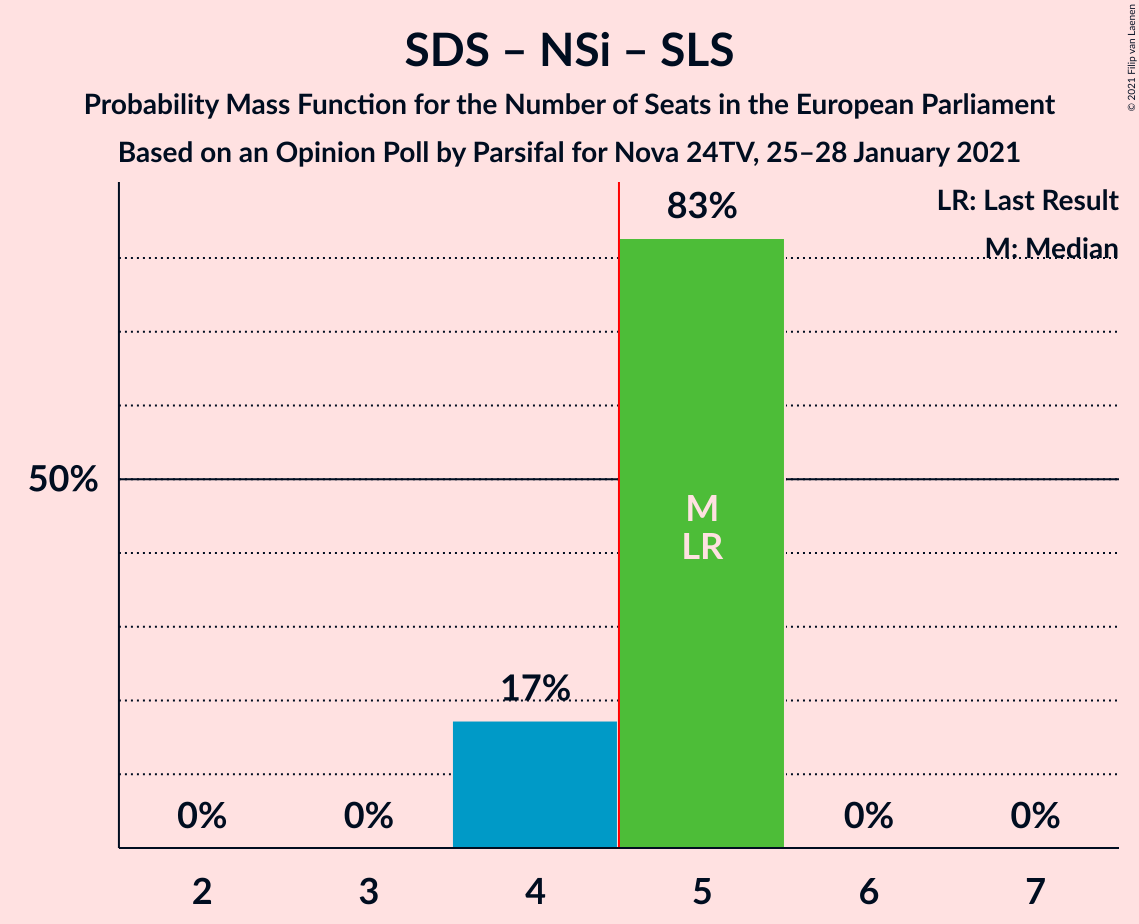 SDS – NSi – SLS
Probability Mass Function for the Number of Seats in the European Parliament
Based on an Opinion Poll by Parsifal for Nova 24TV, 25–28 January 2021
© 2021 Filip van Laenen
LR: Last Result
M: Median
83%
50%
M
LR
17%
0%
0%
0%
0%
2
3
4
5
6
7